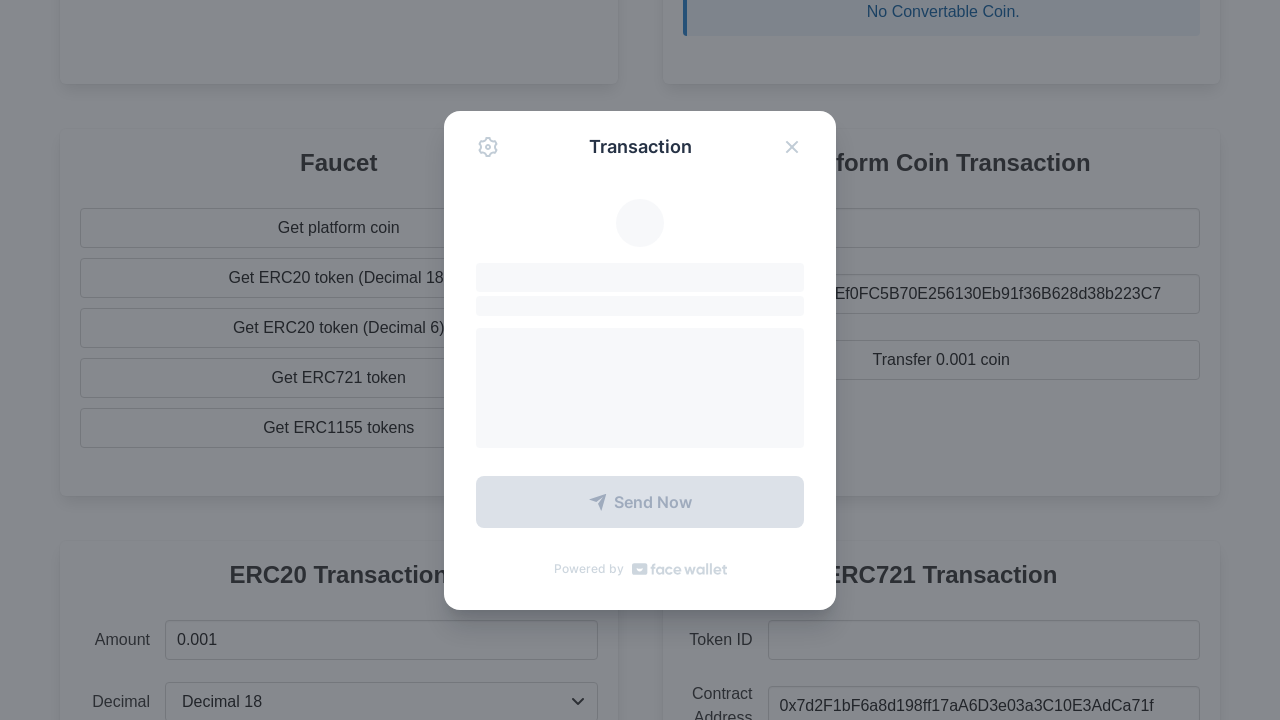 No Convertable Coin.
Faucet
Get platform coin
Get ERC20 token (Decimal 18
Get ERC20 token (Decimal 6)
Get ERC721 token
Get ERC1155 tokens
form Coin Transaction
Ef0FC5B70E256130Eb91f36B628d38b223C7
Transfer 0.001 coin
Transaction
Send Now
Powered by face wallet
ERC20 Transaction
Amount 0.001
Decimal Decimal 18
ERC721 Transaction
Token ID
Contract
Address 0x7d2F1bF6a8d198ff17aA6D3e03a3C10E3AdCa71f